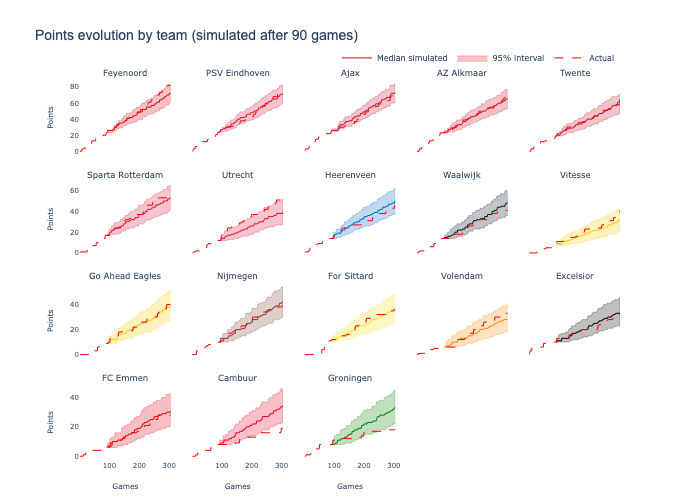 Points evolution by team (simulated after 90 games)
Median simulated 95% interval Actual
Feyenoord PSV Eindhoven Ajax AZ Alkmaar Twente
Points
80
60
40
20
0
Sparta Rotterdam Utrecht Heerenveen Waalwijk Vitesse
Points
60
40
20
0
Go Ahead Eagles Nijmegen For Sittard Volendam Excelsior
Points
40
20
0
FC Emmen Cambuur Groningen
Points
40
20
0
100 200 300 100 200 300 100 200 300
Games Games Games